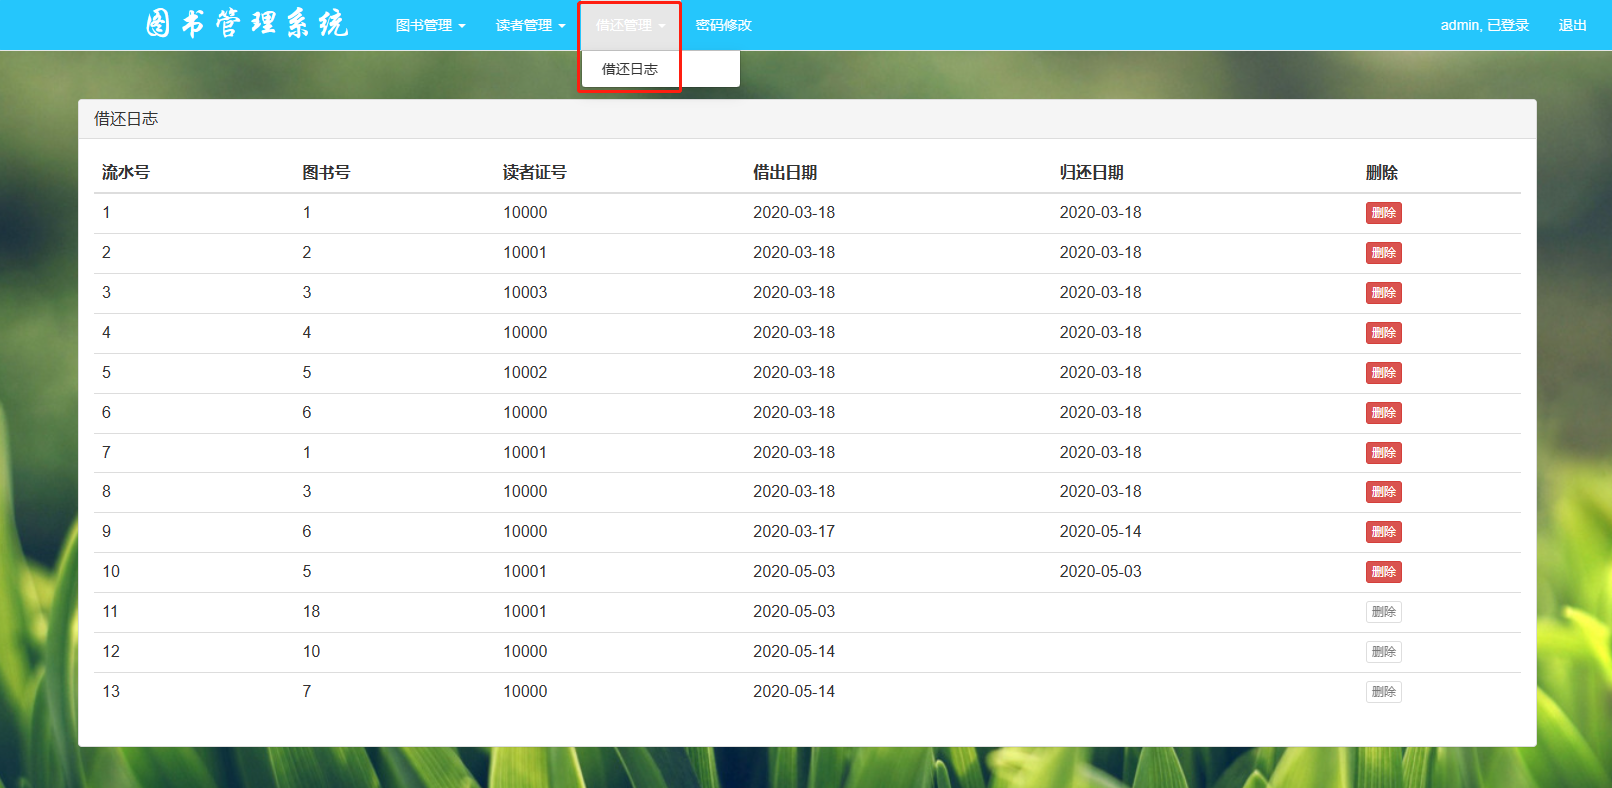 图书管理系统 图书管理 读者管理 借还管理 密码修改 admin, 已登录 退出
借还日志
借还日志
流水号 图书号 读者证号 借出日期 归还日期 删除
1 1 10000 2020-03-18 2020-03-18 删除
2 2 10001 2020-03-18 2020-03-18 删除
3 3 10003 2020-03-18 2020-03-18 删除
4 4 10000 2020-03-18 2020-03-18 删除
5 5 10002 2020-03-18 2020-03-18 删除
6 6 10000 2020-03-18 2020-03-18 删除
7 1 10001 2020-03-18 2020-03-18 删除
8 3 10000 2020-03-18 2020-03-18 删除
9 6 10000 2020-03-17 2020-05-14 删除
10 5 10001 2020-05-03 2020-05-03 删除
11 18 10001 2020-05-03 删除
12 10 10000 2020-05-14 删除
13 7 10000 2020-05-14 删除